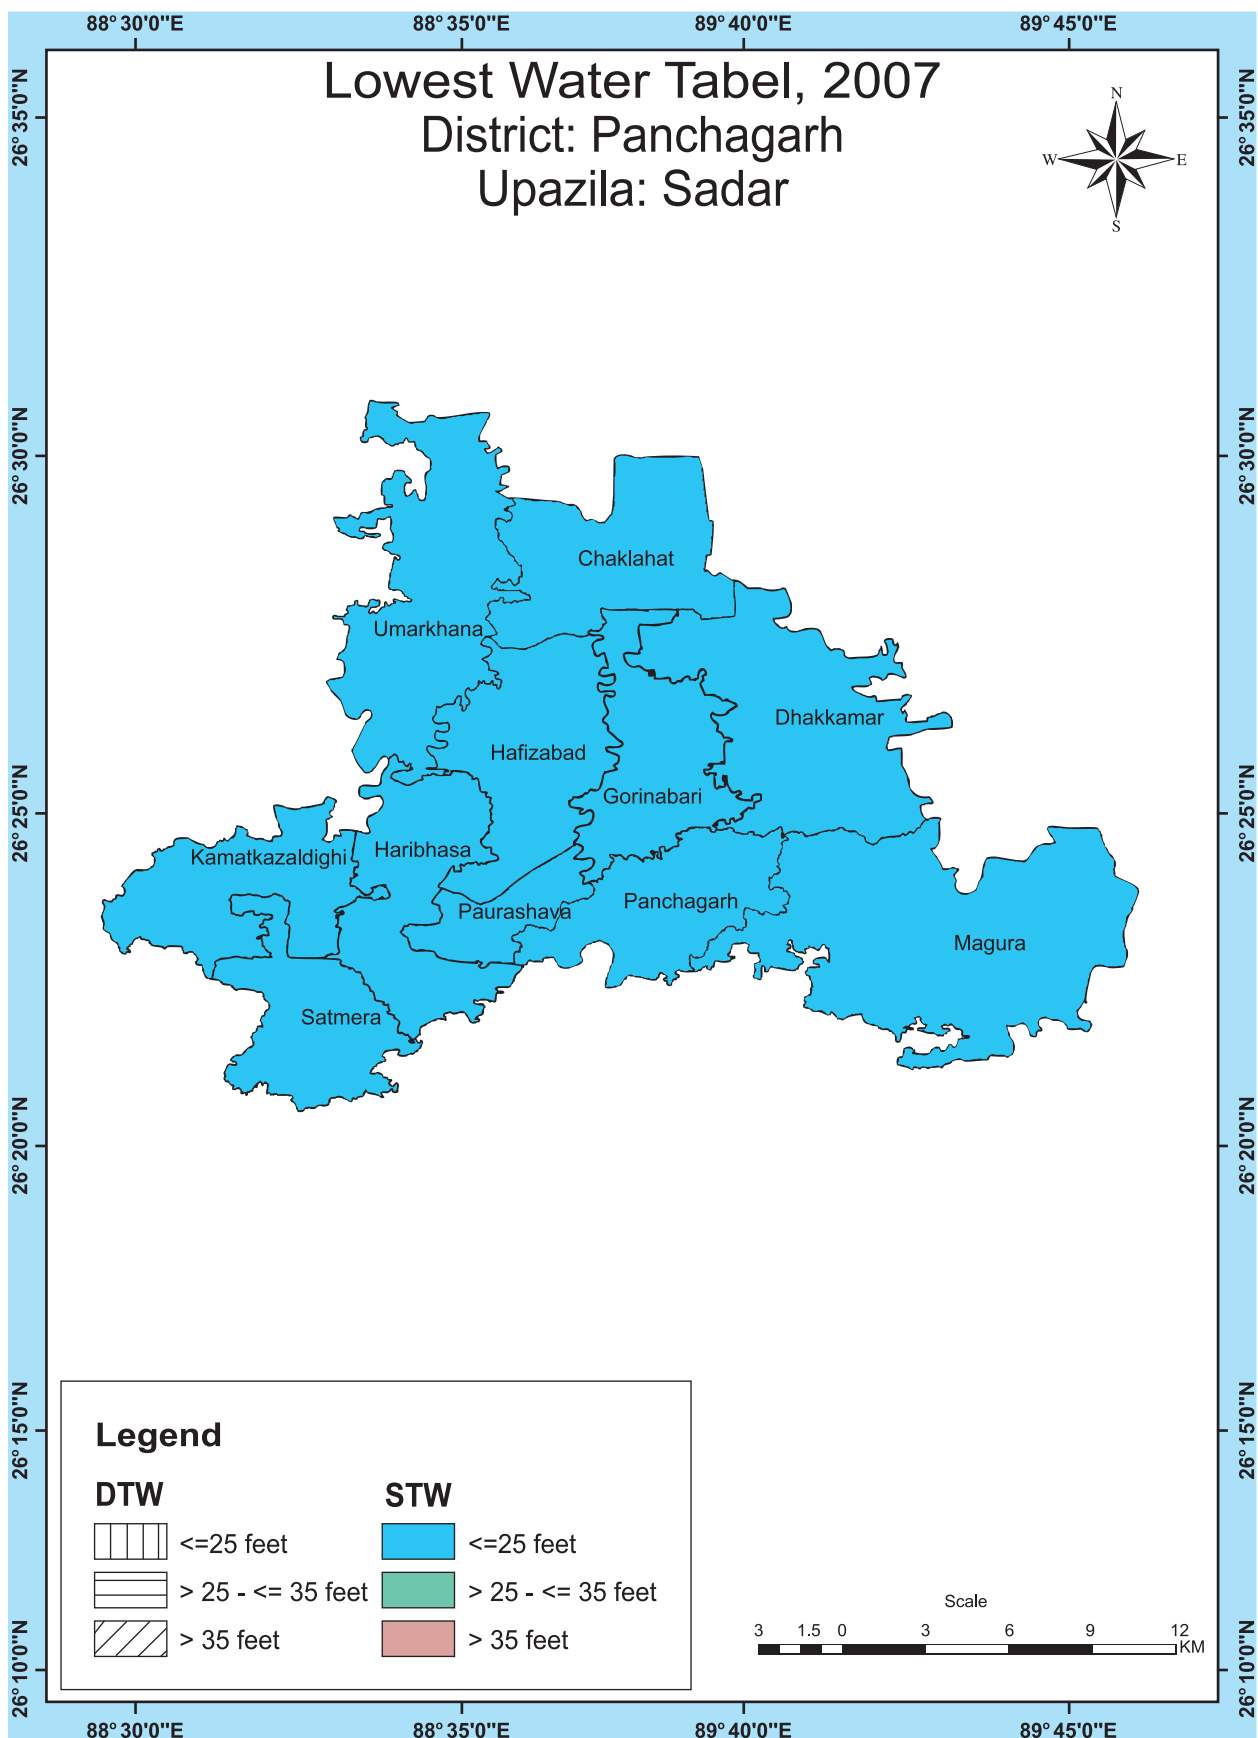 88° 30'0"E 88° 35'0"E 89° 40'0"E 89° 45'0"E
Lowest Water Tabel, 2007
District: Panchagarh
Upazila: Sadar
N
W E
S
26° 35'0"N 26° 35'0"N
26° 30'0"N 26° 30'0"N
26° 25'0"N 26° 25'0"N
26° 20'0"N 26° 20'0"N
26° 15'0"N 26° 15'0"N
26° 10'0"N 26° 10'0"N
Chaklahat
Umarkhana
Dhakkamar
Hafizabad
Gorinabari
Haribhasa
Kamatkazaldighi
Panchagarh
Paurashava
Magura
Satmera
Legend
DTW STW
<=25 feet <=25 feet
> 25 - <= 35 feet > 25 - <= 35 feet
> 35 feet > 35 feet
Scale
3 1.5 0 3 6 9 12
KM
88° 30'0"E 88° 35'0"E 89° 40'0"E 89° 45'0"E